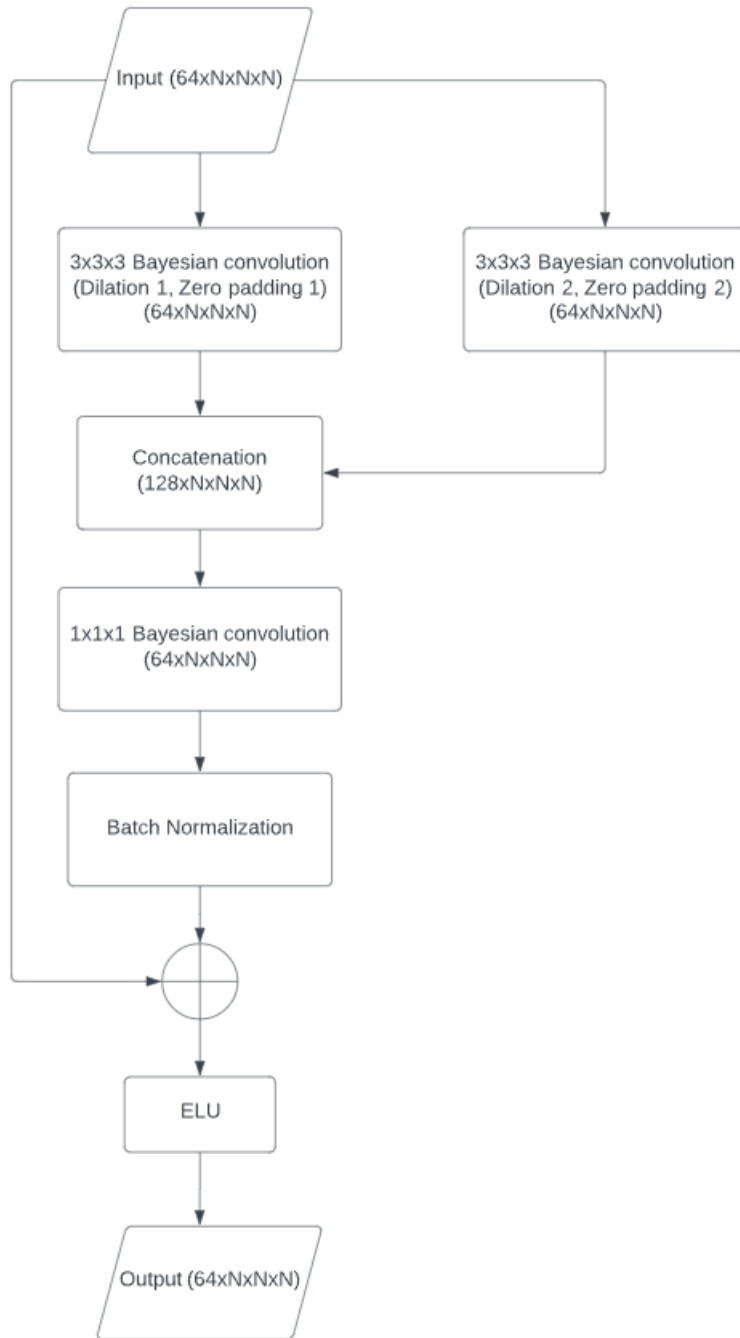 Input (64xNxNxN)
3x3x3 Bayesian convolution
(Dilation 1, Zero padding 1)
(64xNxNxN)
3x3x3 Bayesian convolution
(Dilation 2, Zero padding 2)
(64xNxNxN)
Concatenation
(128xNxNxN)
1x1x1 Bayesian convolution
(64xNxNxN)
Batch Normalization
ELU
Output (64xNxNxN)